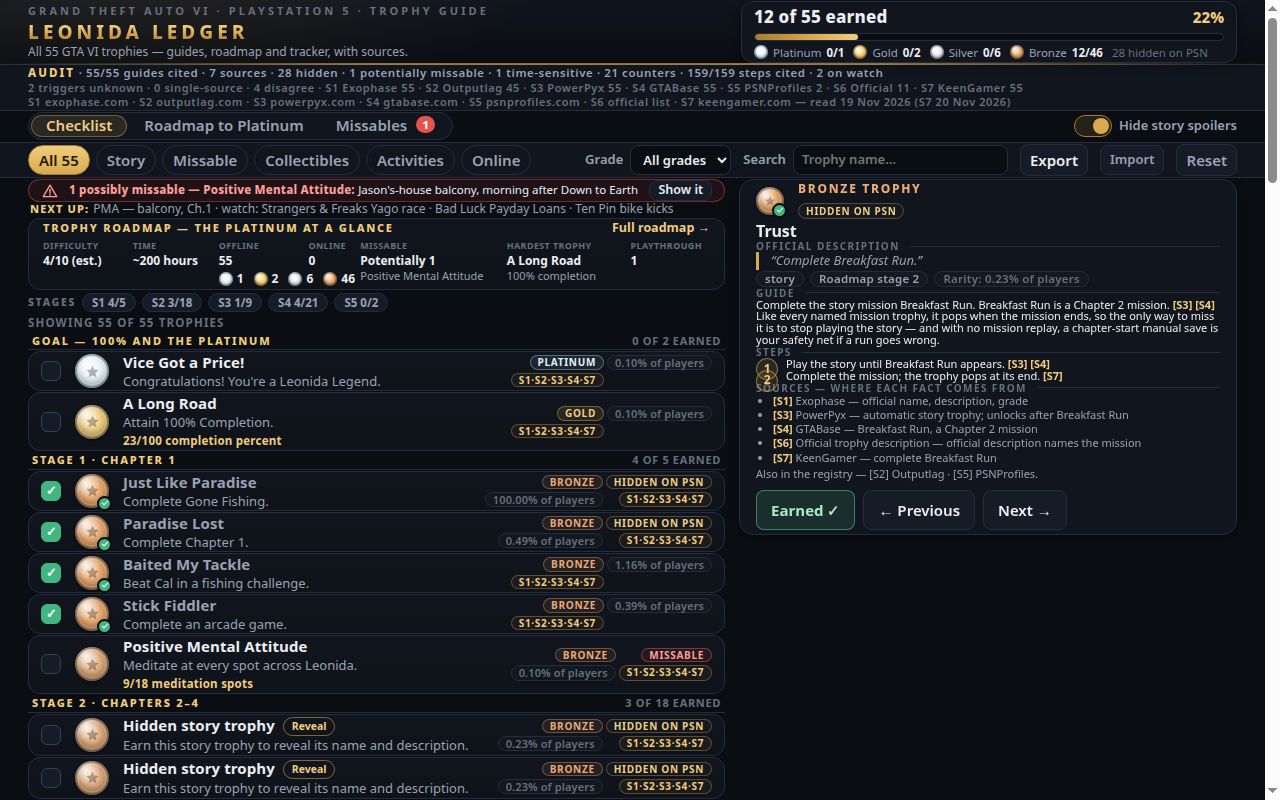 GRAND THEFT AUTO VI · PLAYSTATION 5 · TROPHY GUIDE
LEONIDA LEDGER
All 55 GTA VI trophies — guides, roadmap and tracker, with sources.
12 of 55 earned 22%
Platinum 0/1 Gold 0/2 Silver 0/6 Bronze 12/46 28 hidden on PSN
AUDIT · 55/55 guides cited · 7 sources · 28 hidden · 1 potentially missable · 1 time-sensitive · 21 counters · 159/159 steps cited · 2 on watch
2 triggers unknown · 0 single-source · 4 disagree · S1 Exophase 55 · S2 Outputlag 45 · S3 PowerPyx 55 · S4 GTABase 55 · S5 PSNProfiles 2 · S6 Official 11 · S7 KeenGamer 55
S1 exophase.com · S2 outputlag.com · S3 powerpyx.com · S4 gtabase.com · S5 psnprofiles.com · S6 official list · S7 keengamer.com — read 19 Nov 2026 (S7 20 Nov 2026)
Checklist Roadmap to Platinum Missables 1 Hide story spoilers
All 55 Story Missable Collectibles Activities Online Grade All grades Search Trophy name... Export Import Reset
1 possibly missable — Positive Mental Attitude: Jason's-house balcony, morning after Down to Earth Show it
NEXT UP: PMA — balcony, Ch.1 · watch: Strangers & Freaks Yago race · Bad Luck Payday Loans · Ten Pin bike kicks
TROPHY ROADMAP — THE PLATINUM AT A GLANCE Full roadmap →
DIFFICULTY TIME OFFLINE ONLINE MISSABLE HARDEST TROPHY PLAYTHROUGH
4/10 (est.) ~200 hours 55 0 Potentially 1 A Long Road 1
1 2 6 46 Positive Mental Attitude 100% completion
STAGES S1 4/5 S2 3/18 S3 1/9 S4 4/21 S5 0/2
SHOWING 55 OF 55 TROPHIES
GOAL — 100% AND THE PLATINUM 0 OF 2 EARNED
Vice Got a Price! PLATINUM 0.10% of players
Congratulations! You're a Leonida Legend. S1·S2·S3·S4·S7
A Long Road
Attain 100% Completion. GOLD 0.10% of players
23/100 completion percent S1·S2·S3·S4·S7
STAGE 1 · CHAPTER 1 4 OF 5 EARNED
Just Like Paradise BRONZE HIDDEN ON PSN
Complete Gone Fishing. 100.00% of players S1·S2·S3·S4·S7
Paradise Lost BRONZE HIDDEN ON PSN
Complete Chapter 1. 0.49% of players S1·S2·S3·S4·S7
Baited My Tackle BRONZE 1.16% of players
Beat Cal in a fishing challenge. S1·S2·S3·S4·S7
Stick Fiddler BRONZE 0.39% of players
Complete an arcade game. S1·S2·S3·S4·S7
Positive Mental Attitude BRONZE MISSABLE
Meditate at every spot across Leonida. 0.10% of players S1·S2·S3·S4·S7
9/18 meditation spots
STAGE 2 · CHAPTERS 2–4 3 OF 18 EARNED
Hidden story trophy Reveal BRONZE HIDDEN ON PSN
Earn this story trophy to reveal its name and description. 0.23% of players S1·S2·S3·S4·S7
Hidden story trophy Reveal BRONZE HIDDEN ON PSN
Earn this story trophy to reveal its name and description. 0.23% of players S1·S2·S3·S4·S7
BRONZE TROPHY
HIDDEN ON PSN
Trust
OFFICIAL DESCRIPTION
“Complete Breakfast Run.”
story Roadmap stage 2 Rarity: 0.23% of players
GUIDE
Complete the story mission Breakfast Run. Breakfast Run is a Chapter 2 mission. [S3] [S4]
Like every named mission trophy, it pops when the mission ends, so the only way to miss
it is to stop playing the story — and with no mission replay, a chapter-start manual save is
your safety net if a run goes wrong.
STEPS
1 Play the story until Breakfast Run appears. [S3] [S4]
2 Complete the mission; the trophy pops at its end. [S7]
SOURCES — WHERE EACH FACT COMES FROM
[S1] Exophase — official name, description, grade
[S3] PowerPyx — automatic story trophy; unlocks after Breakfast Run
[S4] GTABase — Breakfast Run, a Chapter 2 mission
[S6] Official trophy description — official description names the mission
[S7] KeenGamer — complete Breakfast Run
Also in the registry — [S2] Outputlag · [S5] PSNProfiles.
Earned ✓ ← Previous Next →